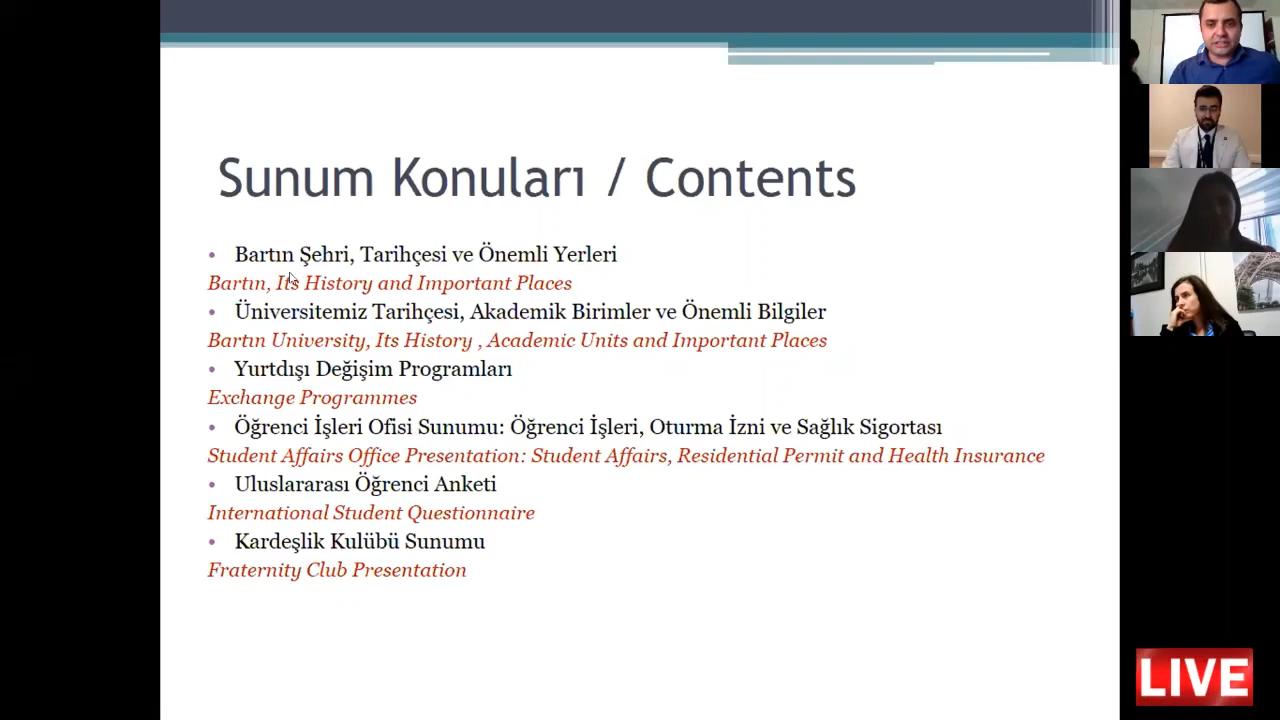 Sunum Konuları / Contents
• Bartın Şehri, Tarihçesi ve Önemli Yerleri
Bartın, Its History and Important Places
• Üniversitemiz Tarihçesi, Akademik Birimler ve Önemli Bilgiler
Bartın University, Its History , Academic Units and Important Places
• Yurtdışı Değişim Programları
Exchange Programmes
• Öğrenci İşleri Ofisi Sunumu: Öğrenci İşleri, Oturma İzni ve Sağlık Sigortası
Student Affairs Office Presentation: Student Affairs, Residential Permit and Health Insurance
• Uluslararası Öğrenci Anketi
International Student Questionnaire
• Kardeşlik Kulübü Sunumu
Fraternity Club Presentation
LIVE